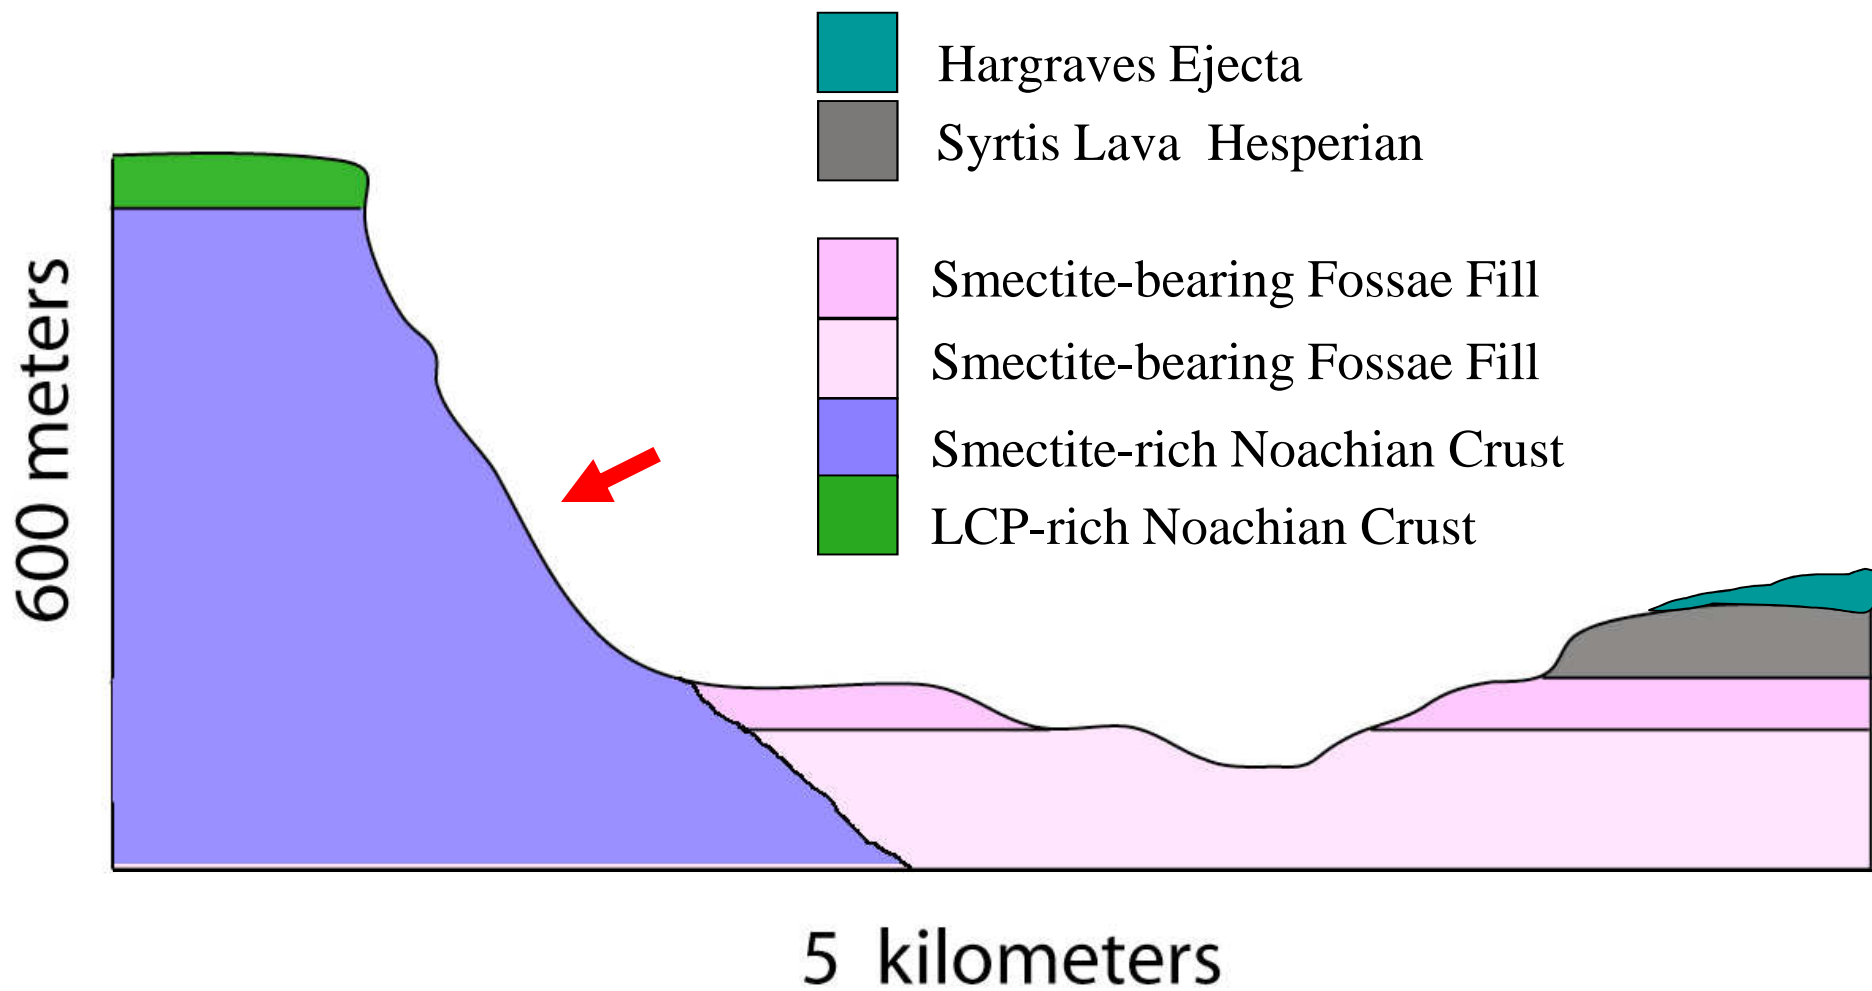 Hargraves Ejecta
Syrtis Lava Hesperian
Smectite-bearing Fossae Fill
Smectite-bearing Fossae Fill
Smectite-rich Noachian Crust
LCP-rich Noachian Crust
600 meters
5 kilometers